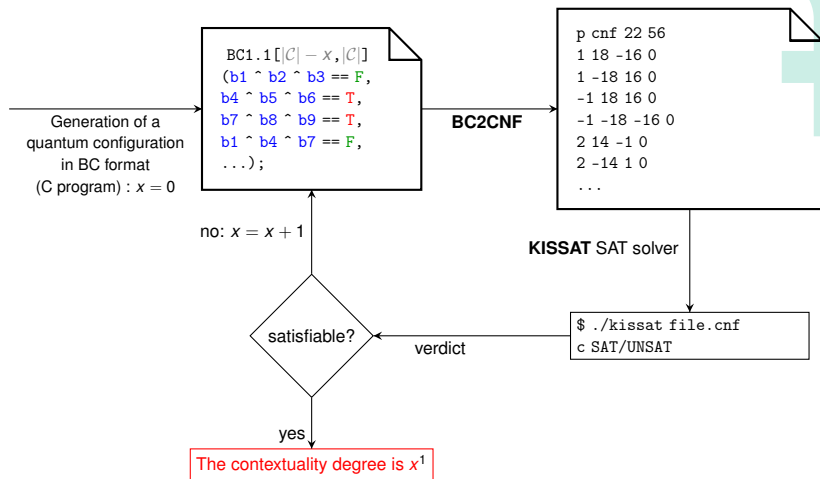 BC1.1[|C| − x,|C|]
(b1 ^ b2 ^ b3 == F,
b4 ^ b5 ^ b6 == T,
b7 ^ b8 ^ b9 == T,
b1 ^ b4 ^ b7 == F,
...);
Generation of a
quantum configuration
in BC format
(C program) : x = 0
BC2CNF
p cnf 22 56
1 18 -16 0
1 -18 16 0
-1 18 16 0
-1 -18 -16 0
2 14 -1 0
2 -14 1 0
...
no: x = x + 1
KISSAT SAT solver
satisfiable?
verdict
$ ./kissat file.cnf
c SAT/UNSAT
yes
The contextuality degree is x¹